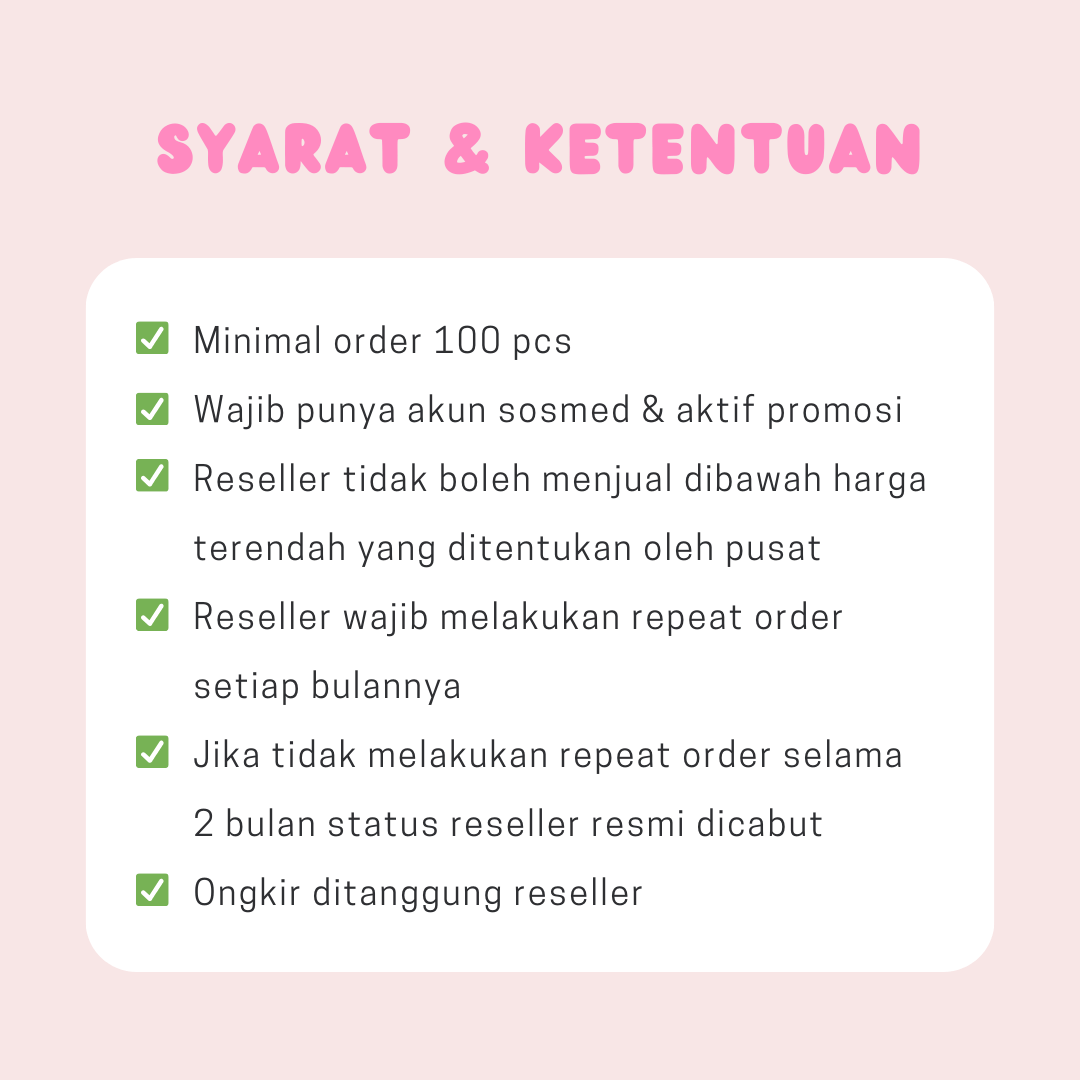 SYARAT & KETENTUAN
✅ Minimal order 100 pcs
✅ Wajib punya akun sosmed & aktif promosi
✅ Reseller tidak boleh menjual dibawah harga
terendah yang ditentukan oleh pusat
✅ Reseller wajib melakukan repeat order
setiap bulannya
✅ Jika tidak melakukan repeat order selama
2 bulan status reseller resmi dicabut
✅ Ongkir ditanggung reseller